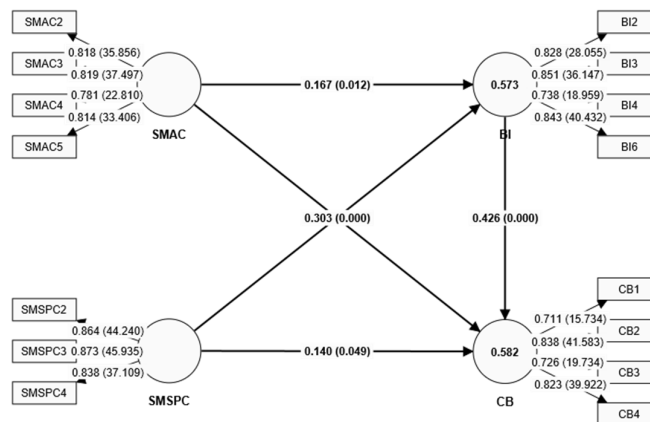 SMAC2
0.818 (35.856)
SMAC3
0.819 (37.497)
SMAC4
0.781 (22.810)
SMAC5
0.814 (33.406)
SMAC
0.167 (0.012)
0.573
BI
BI2
0.828 (28.055)
BI3
0.851 (36.147)
BI4
0.738 (18.959)
BI6
0.843 (40.432)
0.303 (0.000)
0.426 (0.000)
SMSPC2
0.864 (44.240)
SMSPC3
0.873 (45.935)
SMSPC4
0.838 (37.109)
SMSPC
0.140 (0.049)
0.582
CB
CB1
0.711 (15.734)
CB2
0.838 (41.583)
CB3
0.726 (19.734)
CB4
0.823 (39.922)